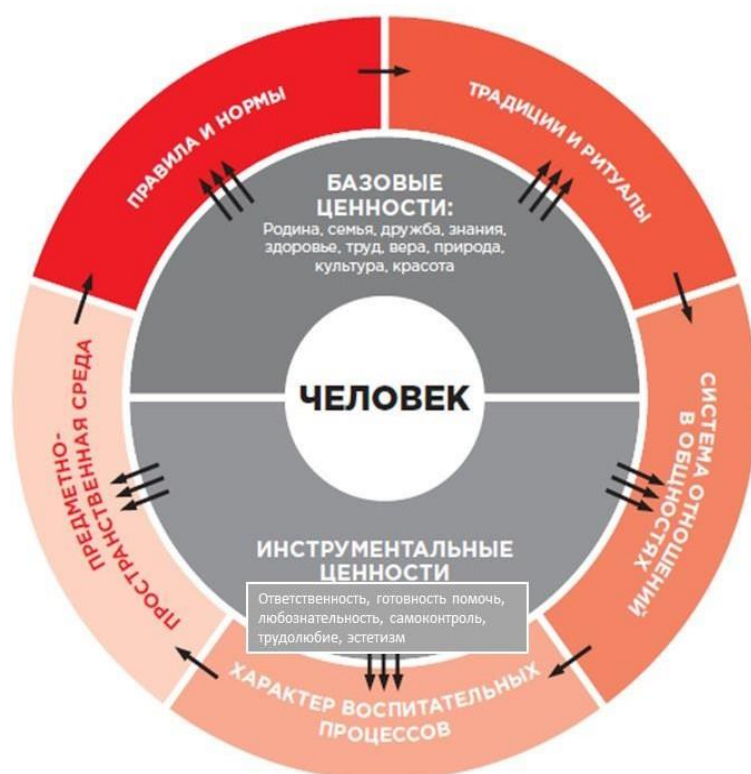 ПРАВИЛА И НОРМЫ
ТРАДИЦИИ И РИТУАЛЫ
БАЗОВЫЕ
ЦЕННОСТИ:
Родина, семья, дружба, знания,
здоровье, труд, вера, природа,
культура, красота
ЧЕЛОВЕК
ПРЕДМЕТНО-
ПРОСТРАНСТВЕННАЯ СРЕДА
СИСТЕМА ОТНОШЕНИЙ
В ОБЩНОСТЯХ
ИНСТРУМЕНТАЛЬНЫЕ
ЦЕННОСТИ
Ответственность, готовность помочь,
любознательность, самоконтроль,
трудолюбие, эстетизм
ХАРАКТЕР ВОСПИТАТЕЛЬНЫХ
ПРОЦЕССОВ